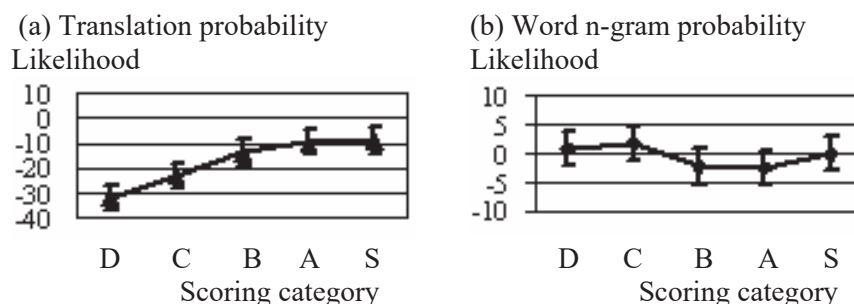 (a) Translation probability
Likelihood
10
0
-10
-20
-30
-40
D C B A S
Scoring category
(b) Word n-gram probability
Likelihood
10
5
0
-5
-10
D C B A S
Scoring category